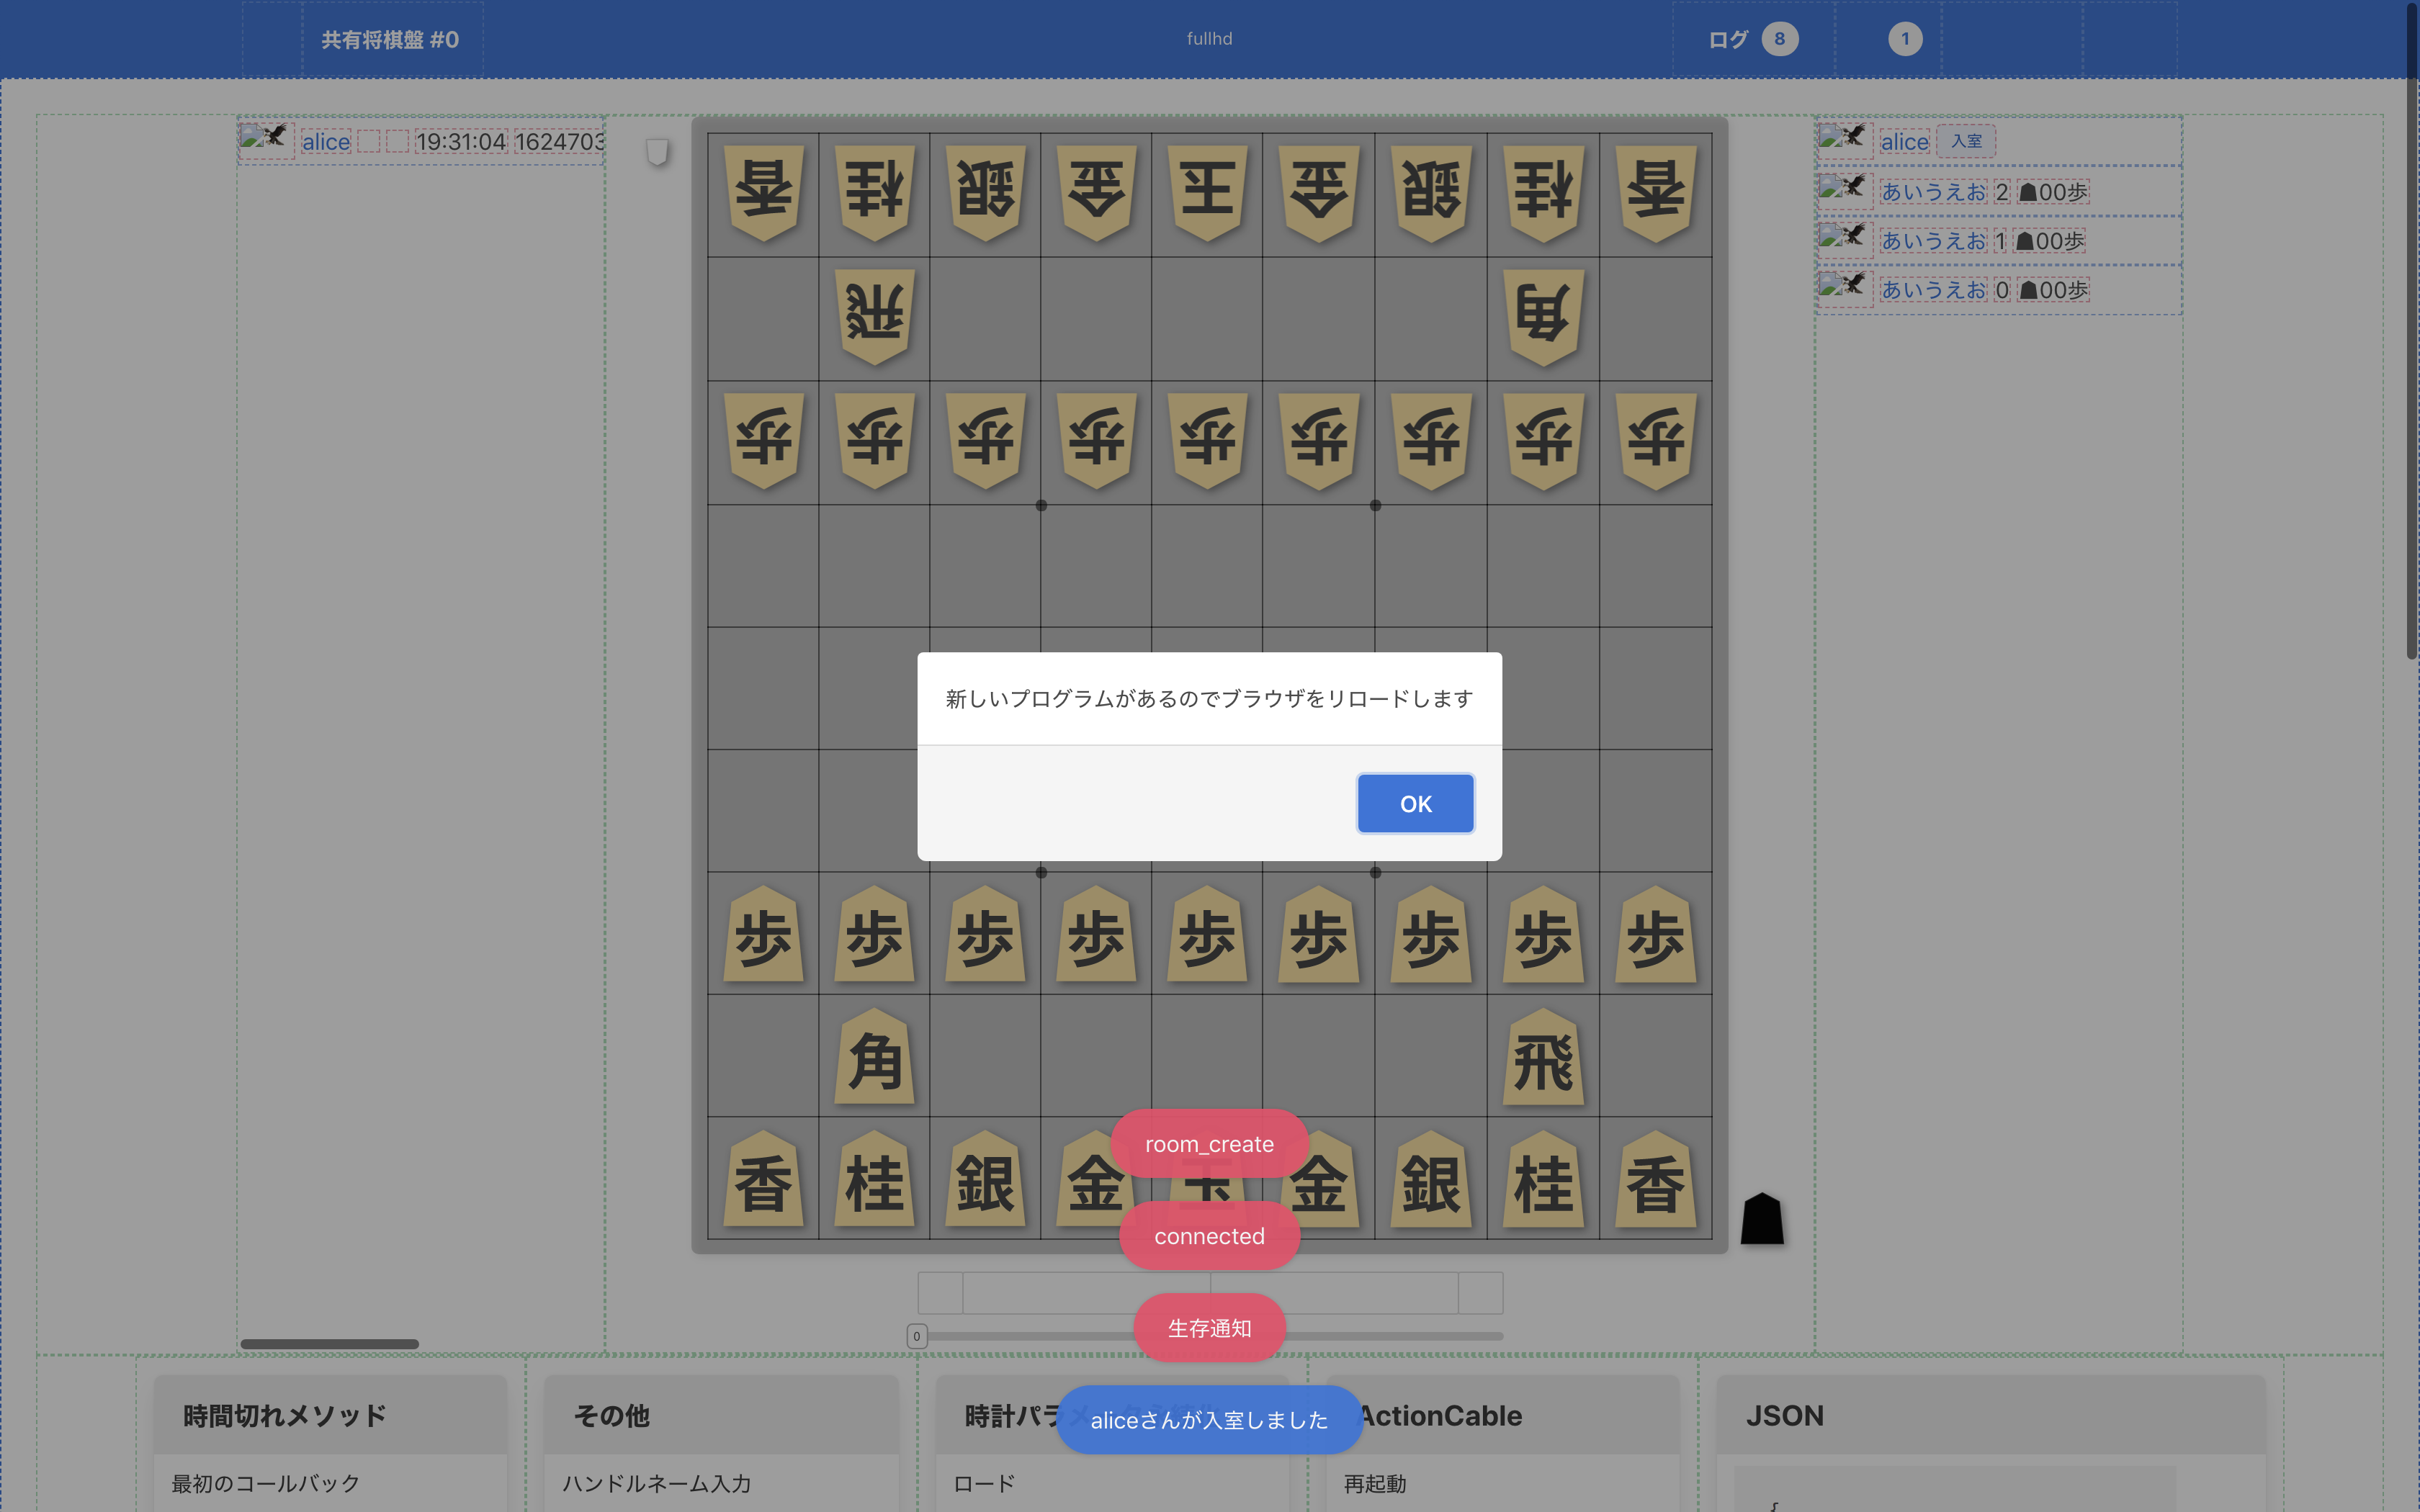 共有将棋盤 #0
fullhd
ログ 8
1
alice 19:31:04 1624703
alice 入室
あいうえお 2 ☗00歩
あいうえお 1 ☗00歩
あいうえお 0 ☗00歩
香 桂 銀 金 玉 金 銀 桂 香
飛 角
歩 歩 歩 歩 歩 歩 歩 歩 歩
新しいプログラムがあるのでブラウザをリロードします
OK
歩 歩 歩 歩 歩 歩 歩 歩 歩
角 飛
香 桂 銀 金 玉 金 銀 桂 香
room_create
connected
生存通知
0
aliceさんが入室しました
時間切れメソッド
その他
時計パラメ
ActionCable
JSON
最初のコールバック
ハンドルネーム入力
ロード
再起動
{